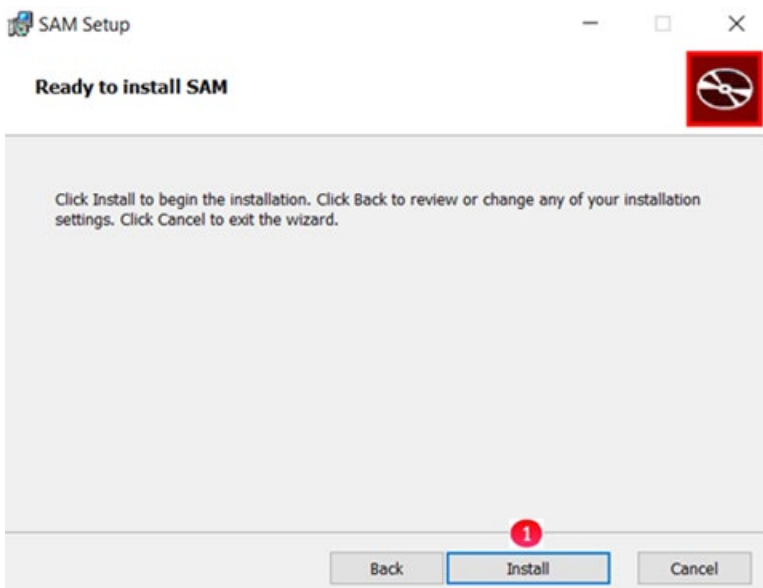 SAM Setup
Ready to install SAM
Click Install to begin the installation. Click Back to review or change any of your installation
settings. Click Cancel to exit the wizard.
1
Back
Install
Cancel